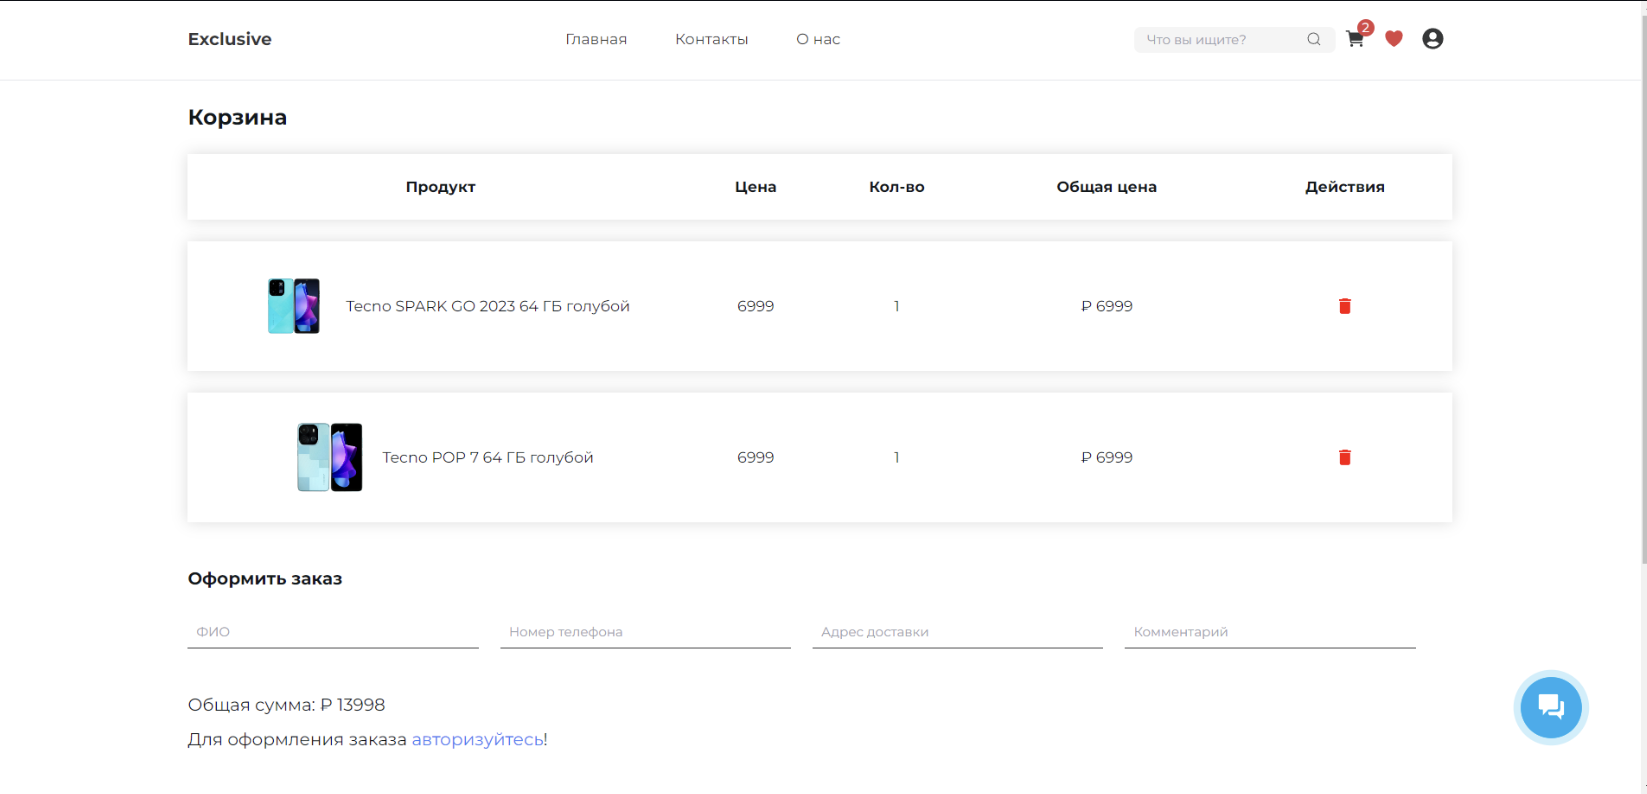 Exclusive
Главная
Контакты
О нас
Что вы ищите?
2
Корзина
Продукт
Цена
Кол-во
Общая цена
Действия
Tecno SPARK GO 2023 64 ГБ голубой
6999
1
₽ 6999
Tecno POP 7 64 ГБ голубой
6999
1
₽ 6999
Оформить заказ
ФИО
Номер телефона
Адрес доставки
Комментарий
Общая сумма: ₽ 13998
Для оформления заказа авторизуйтесь!